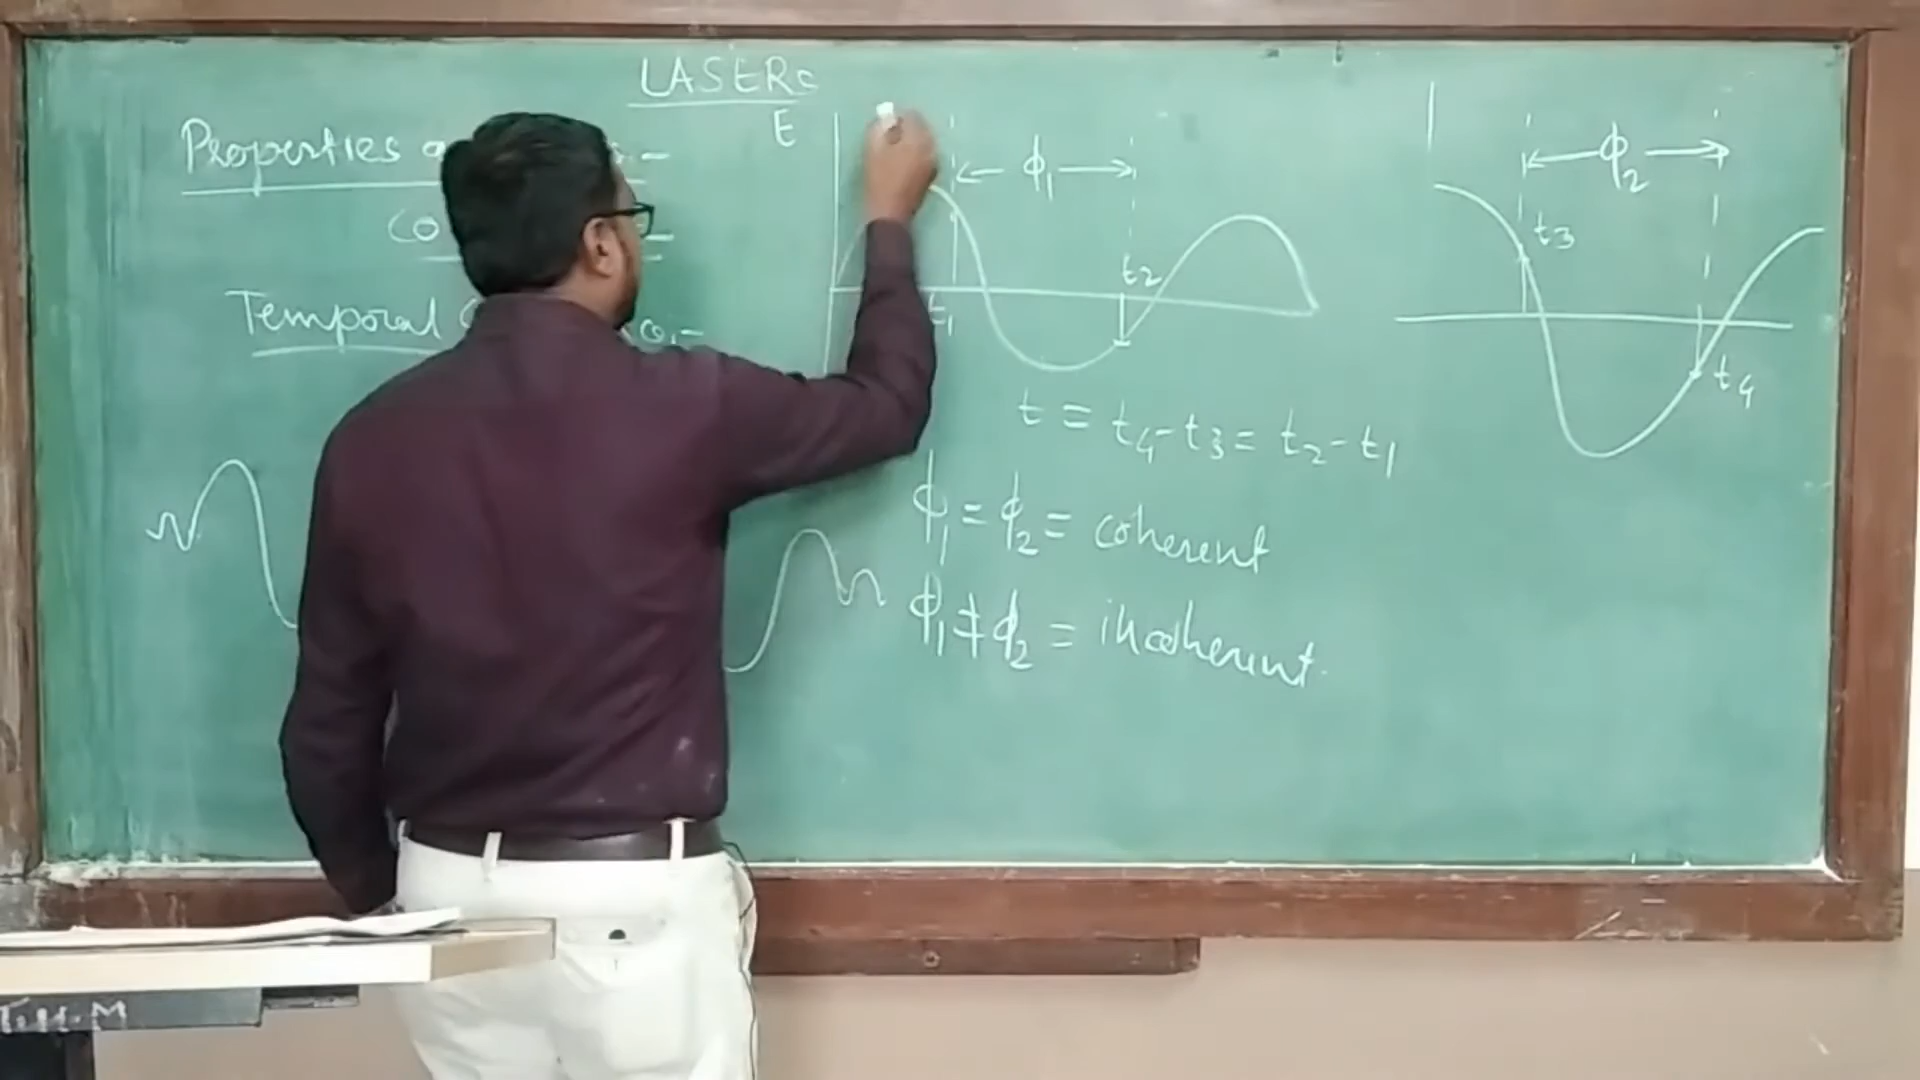 LASERs
Properties
Temporal
E
ϕ1
t1
t2
ϕ2
t3
t4
t = t4-t3 = t2-t1
ϕ1 = ϕ2 = coherent
ϕ1 ≠ ϕ2 = incoherent.
T.H.M